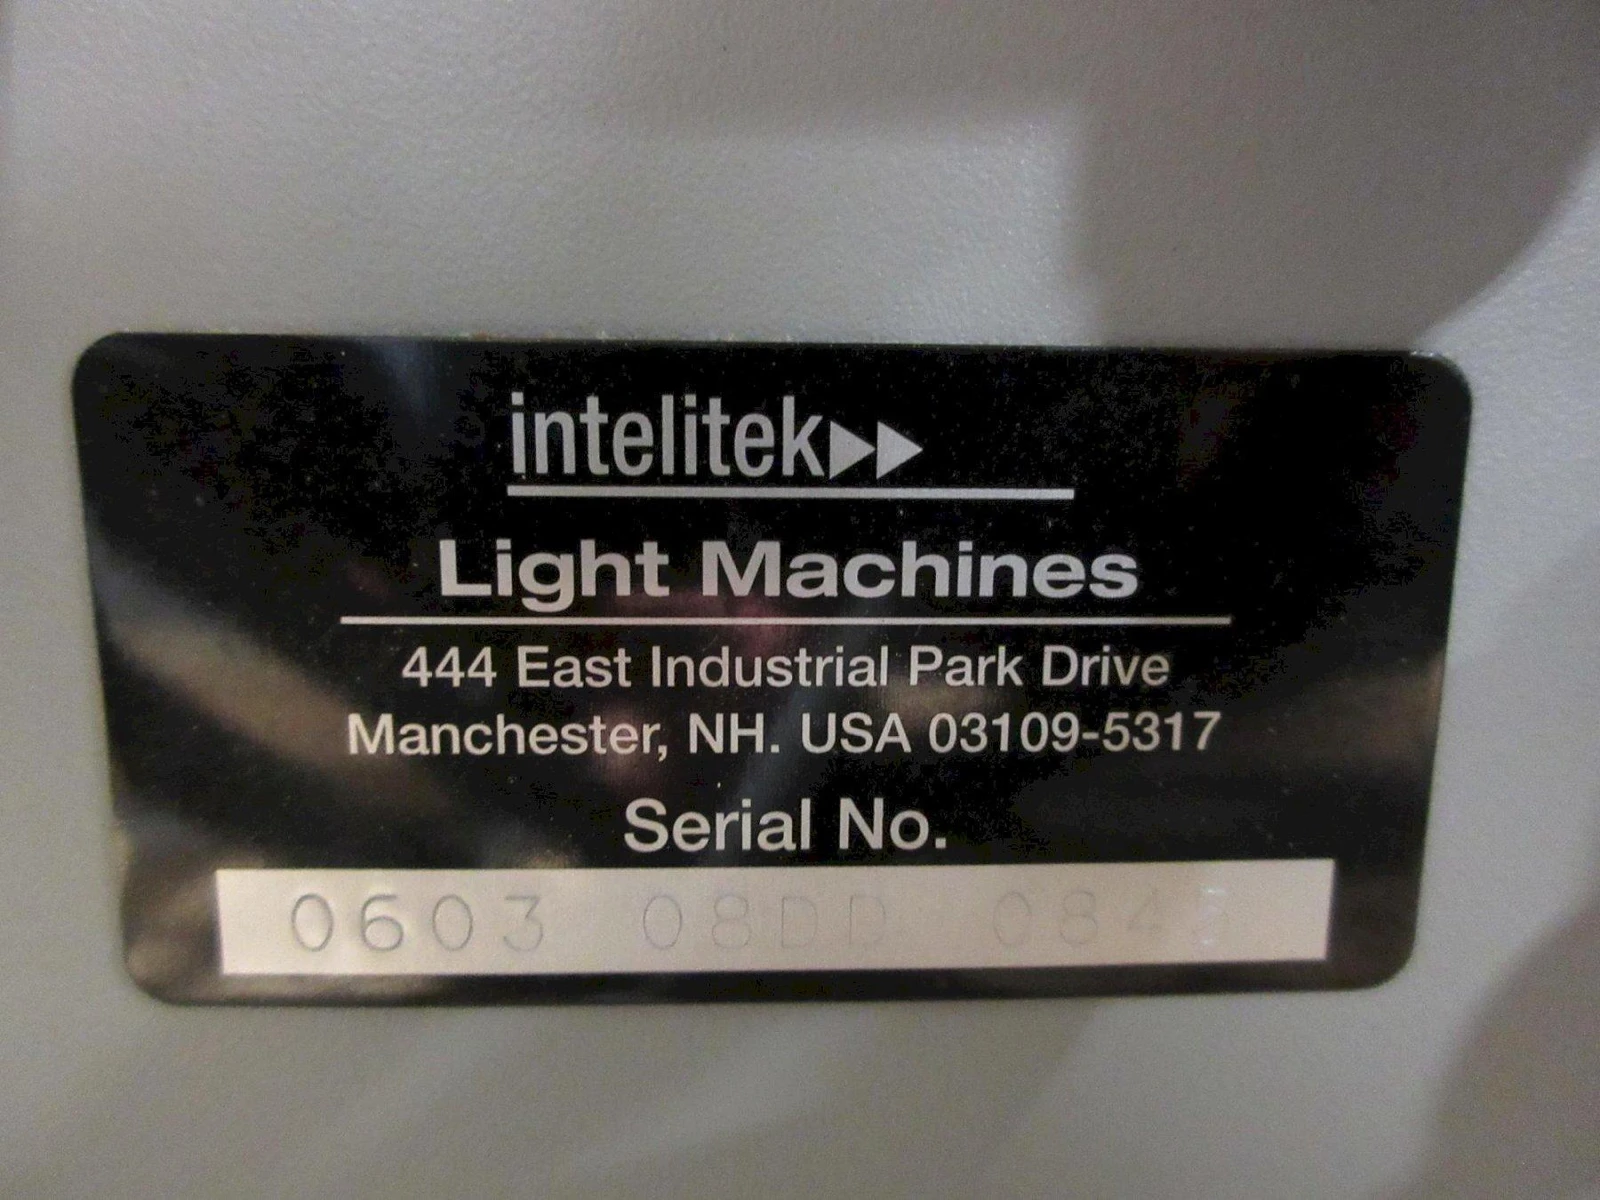 intelitek
Light Machines
444 East Industrial Park Drive
Manchester, NH. USA 03109-5317
Serial No.
0603 08DD